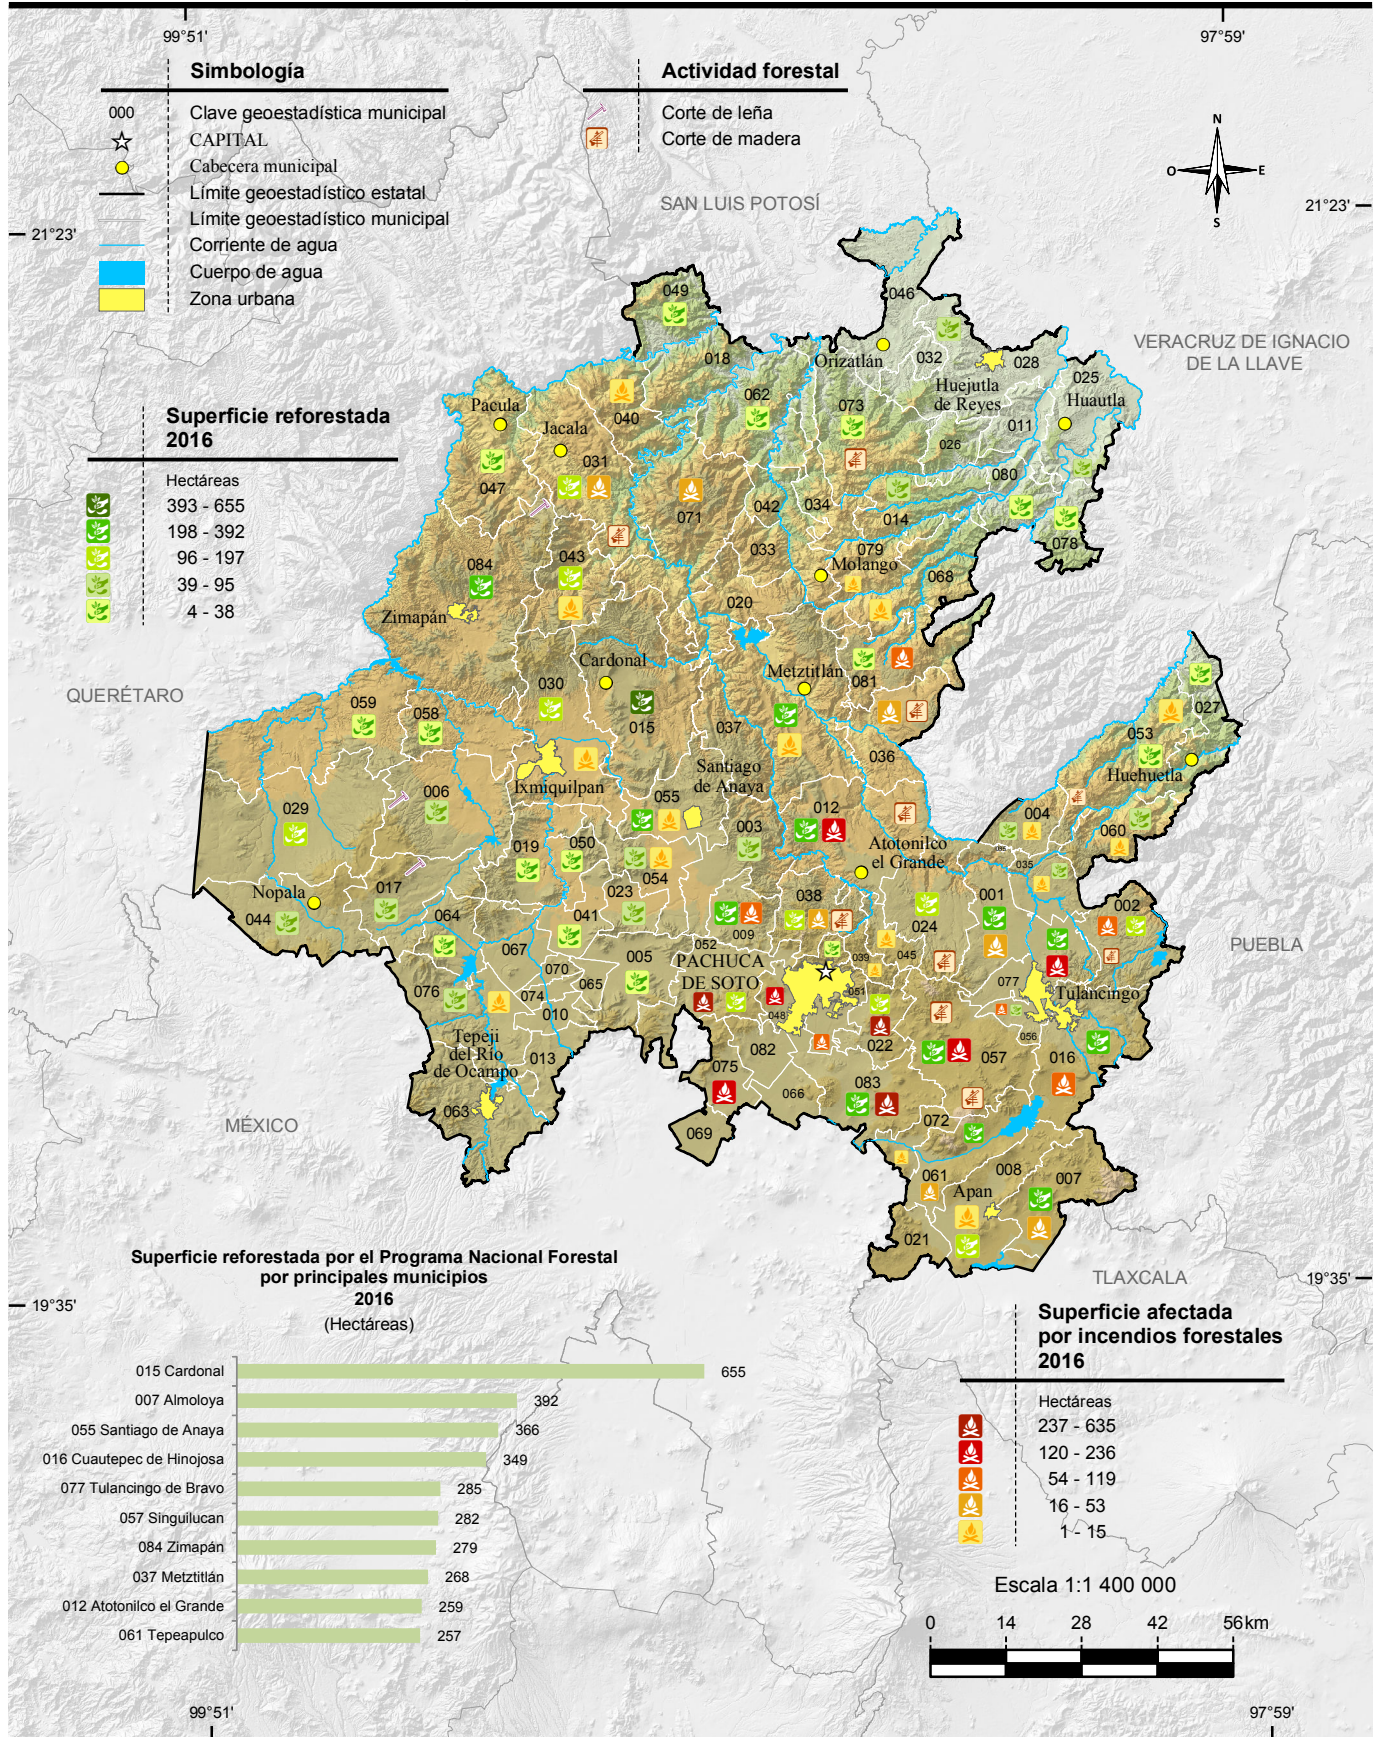 99°51'
97°59'
Simbología
000
Clave geoestadística municipal
CAPITAL
Cabecera municipal
Límite geoestadístico estatal
Límite geoestadístico municipal
Corriente de agua
Cuerpo de agua
Zona urbana
Actividad forestal
Corte de leña
Corte de madera
N
O
E
S
21°23'
21°23'
SAN LUIS POTOSÍ
VERACRUZ DE IGNACIO
DE LA LLAVE
QUERÉTARO
PUEBLA
MÉXICO
TLAXCALA
Superficie reforestada
2016
Hectáreas
393 - 655
198 - 392
96 - 197
39 - 95
4 - 38
049
046
018
Orizatlán
032
028
Huejutla
de Reyes
025
Huautla
011
062
073
026
040
Pacula
Jacala
031
047
080
071
042
034
014
033
079
078
043
084
Molango
068
Zimapán
020
Cardonal
Metztitlán
081
030
015
037
027
059
058
053
036
Huehuetla
Ixmiquilpan
Santiago
de Anaya
006
055
012
004
029
003
060
Atotonilco
el Grande
035
019
050
054
Nopala
017
023
038
001
002
044
064
041
009
024
067
052
005
PACHUCA
DE SOTO
039
045
070
065
076
074
051
077
Tulancingo
010
048
056
Tepeji
del Río
de Ocampo
013
082
022
057
016
075
083
066
063
072
069
061
008
007
Apan
021
19°35'
19°35'
Superficie reforestada por el Programa Nacional Forestal
por principales municipios
2016
(Hectáreas)
015 Cardonal 655
007 Almoloya 392
055 Santiago de Anaya 366
016 Cuautepec de Hinojosa 349
077 Tulancingo de Bravo 285
057 Singuilucan 282
084 Zimapán 279
037 Metztitlán 268
012 Atotonilco el Grande 259
061 Tepeapulco 257
Superficie afectada
por incendios forestales
2016
Hectáreas
237 - 635
120 - 236
54 - 119
16 - 53
1 - 15
Escala 1:1 400 000
0 14 28 42 56 km
99°51'
97°59'